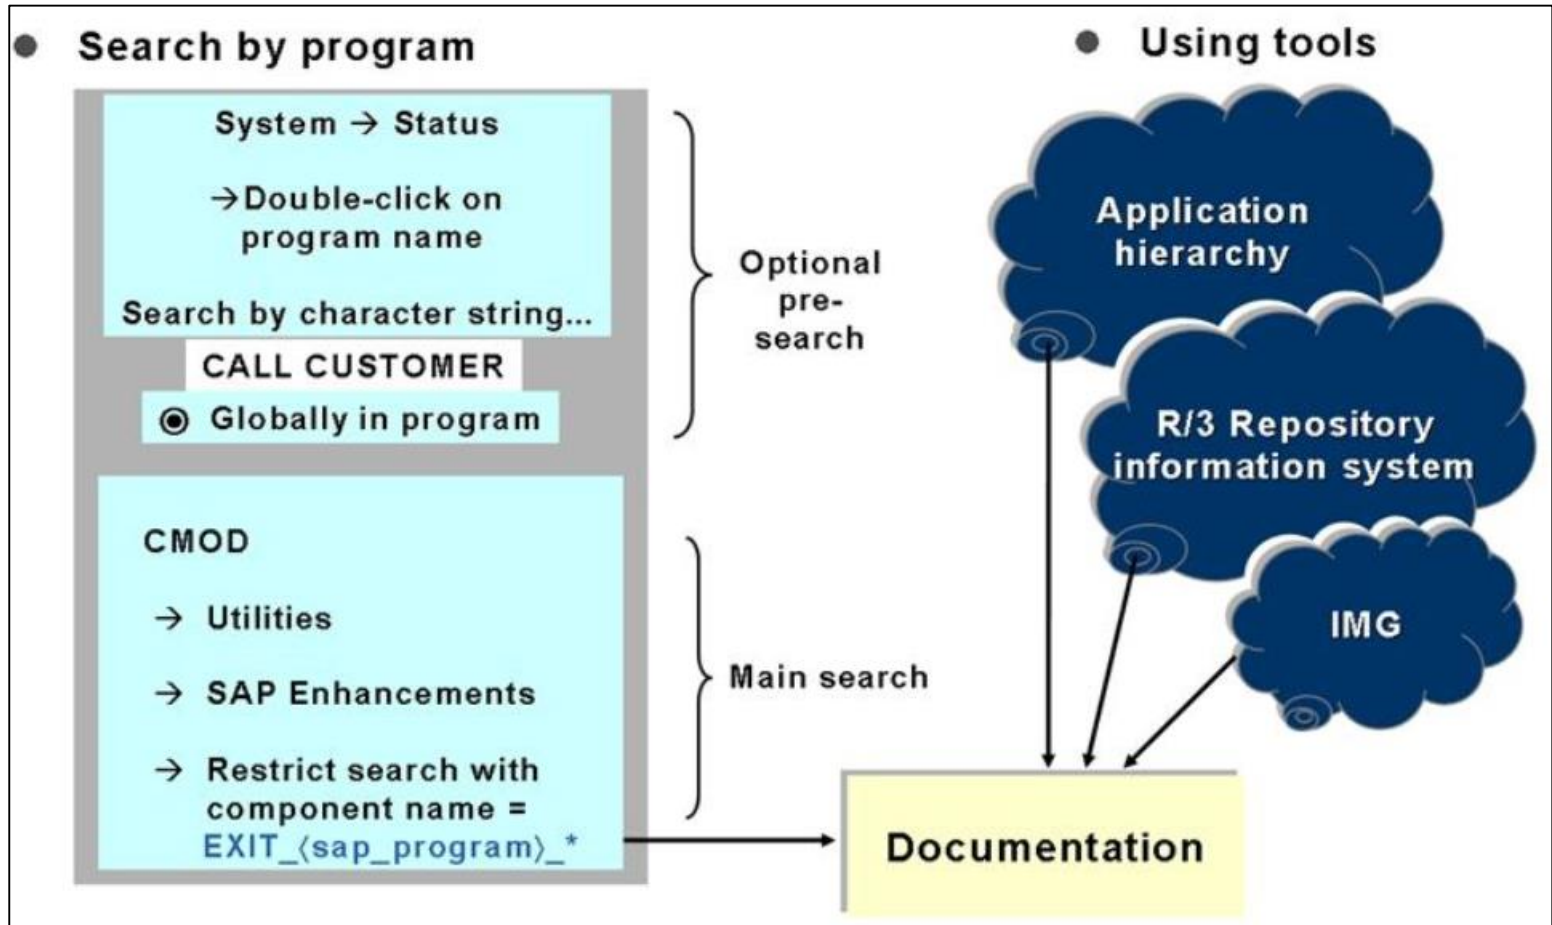 Search by program
System → Status
→Double-click on
program name
Search by character string...
CALL CUSTOMER
Globally in program
Optional
pre-
search
CMOD
→ Utilities
→ SAP Enhancements
→ Restrict search with
component name =
EXIT_⟨sap_program⟩_*
Main search
Using tools
Application
hierarchy
R/3 Repository
information system
IMG
Documentation